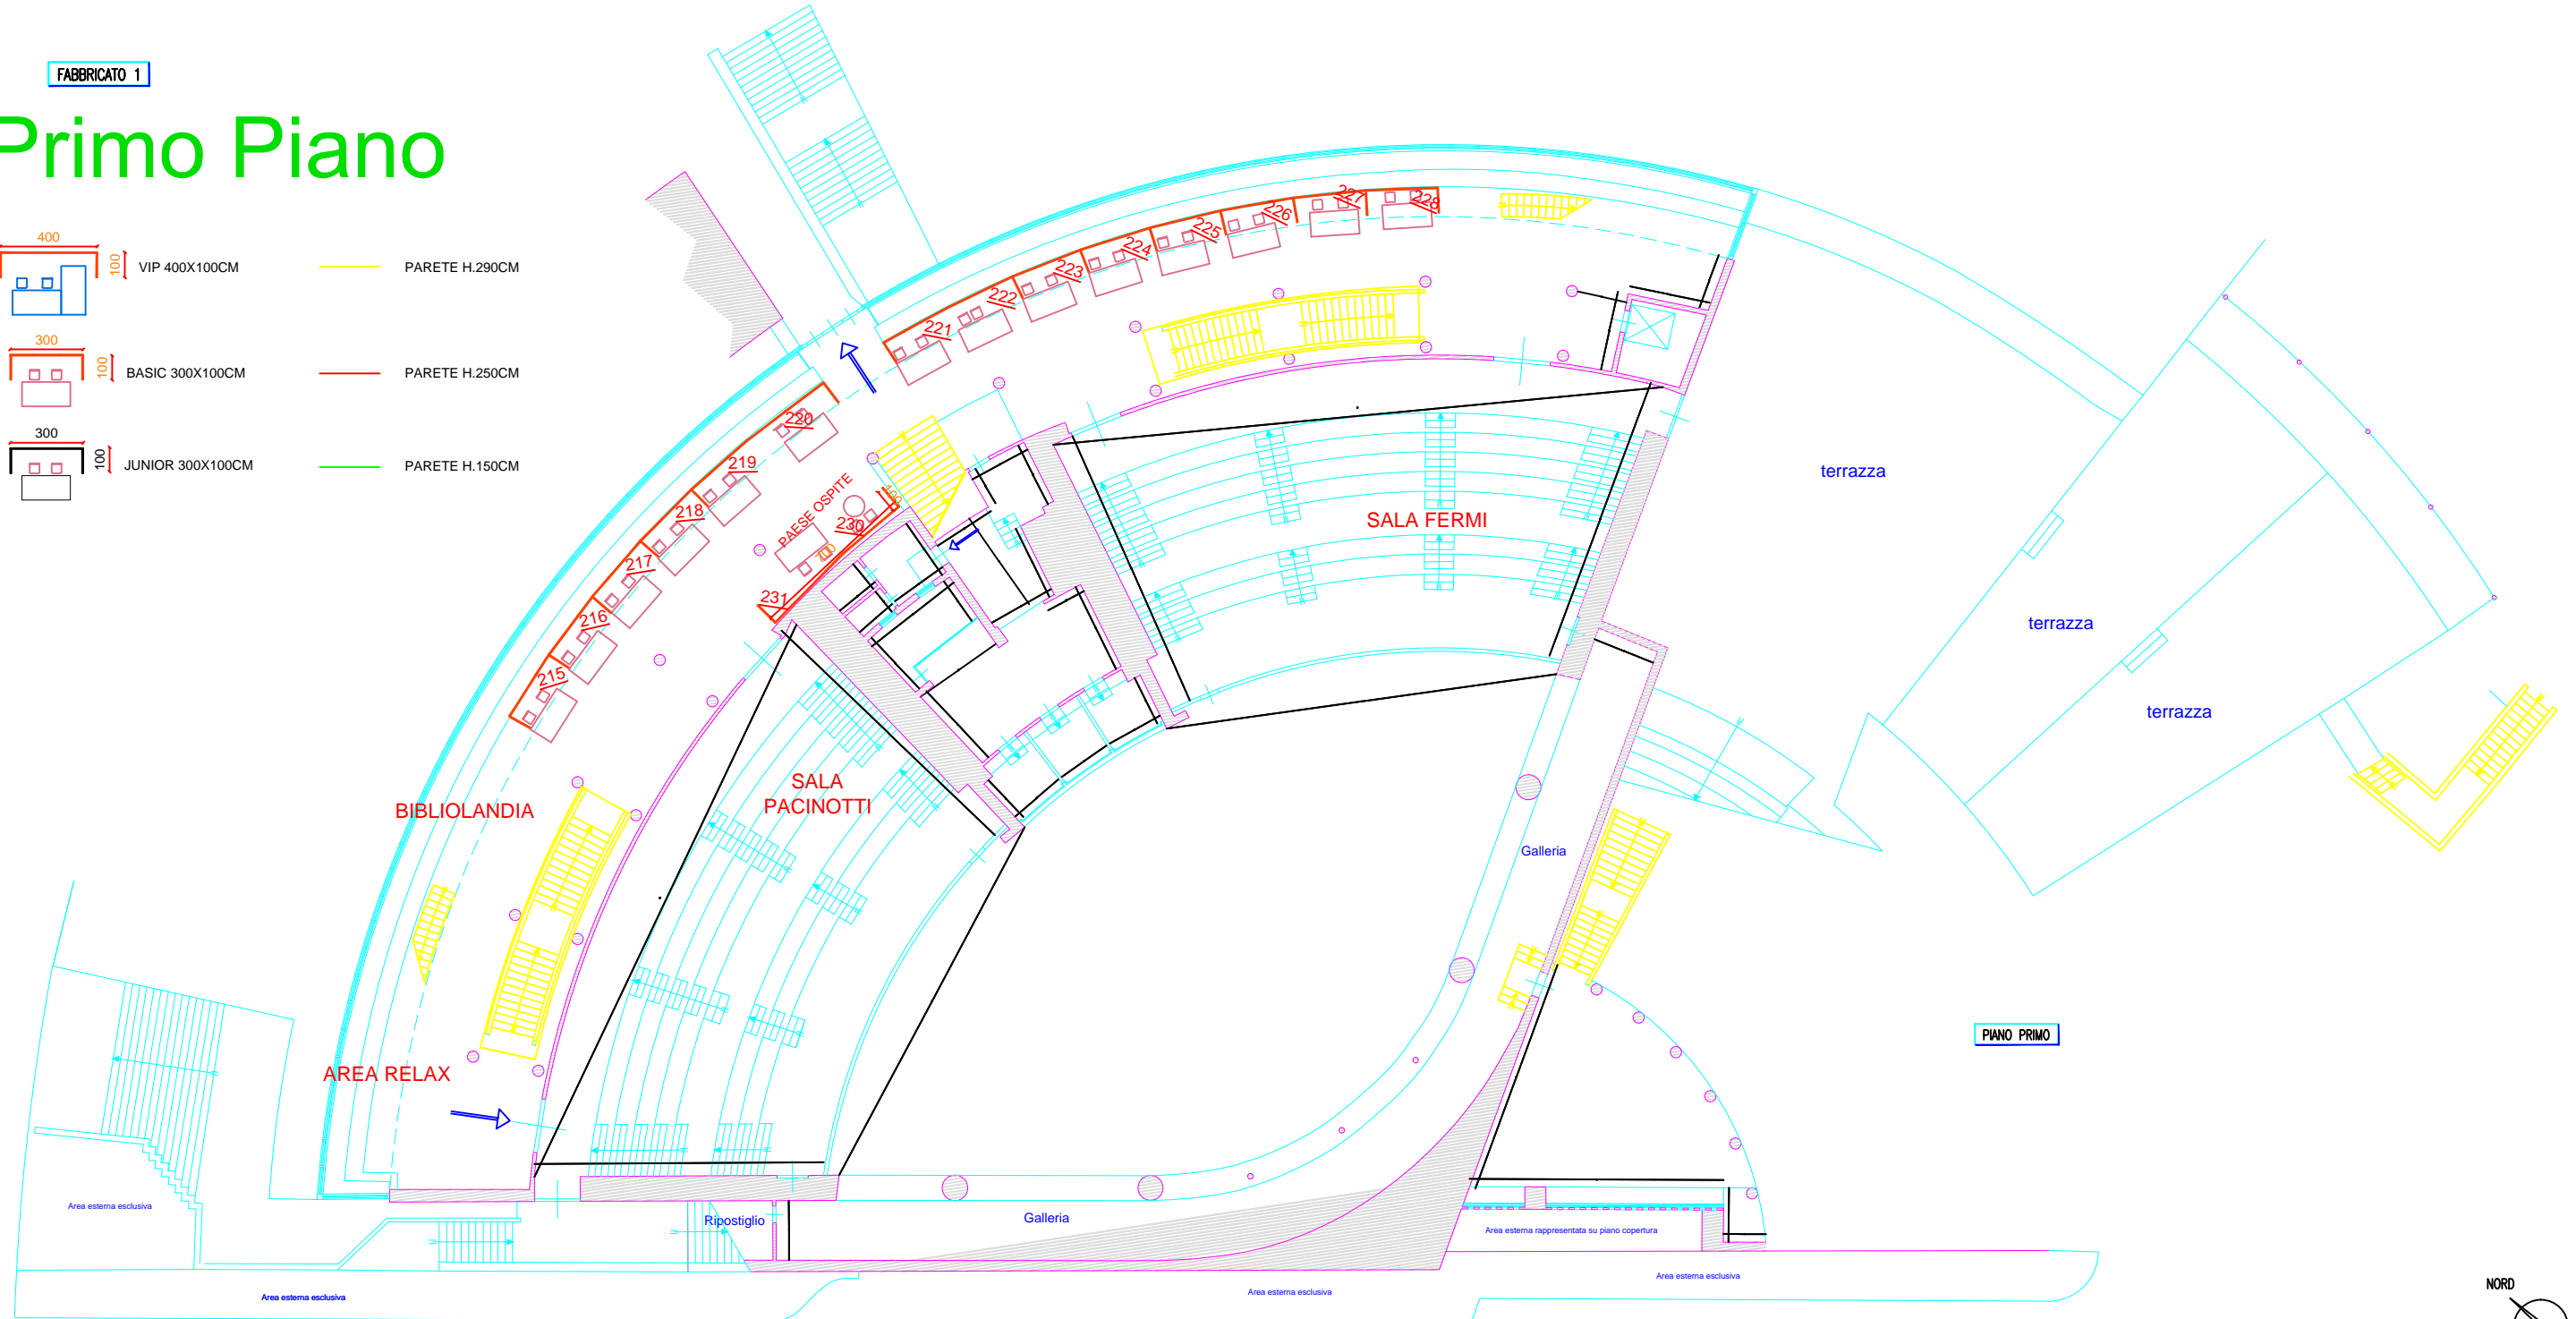 FABBRICATO 1
Primo Piano
400
100
VIP 400X100CM
PARETE H.290CM
300
100
BASIC 300X100CM
PARETE H.250CM
300
100
JUNIOR 300X100CM
PARETE H.150CM
228
227
226
225
224
223
222
221
220
219
218
217
216
215
PAESE OSPITE
100
230
700
231
SALA FERMI
SALA
PACINOTTI
BIBLIOLANDIA
AREA RELAX
terrazza
terrazza
terrazza
Galleria
PIANO PRIMO
Area esterna esclusiva
Ripostiglio
Galleria
Area esterna rappresentata su piano copertura
Area esterna esclusiva
Area esterna esclusiva
Area esterna esclusiva
NORD